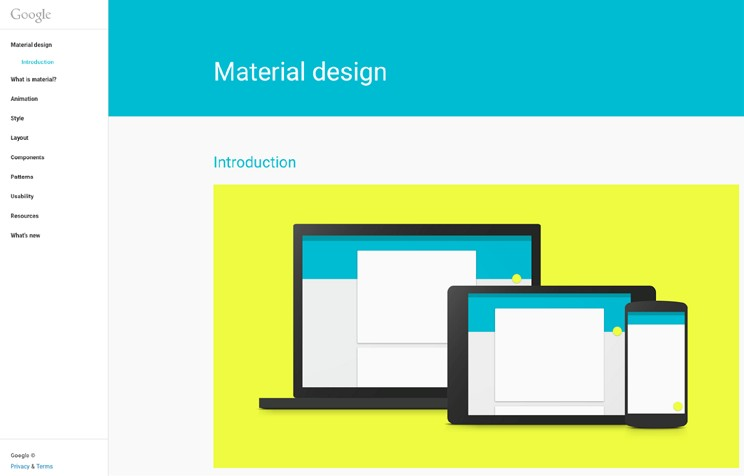 Google
Material design
Introduction
What is material?
Animation
Style
Layout
Components
Patterns
Usability
Resources
What's new
Google ©
Privacy & Terms
Material design
Introduction